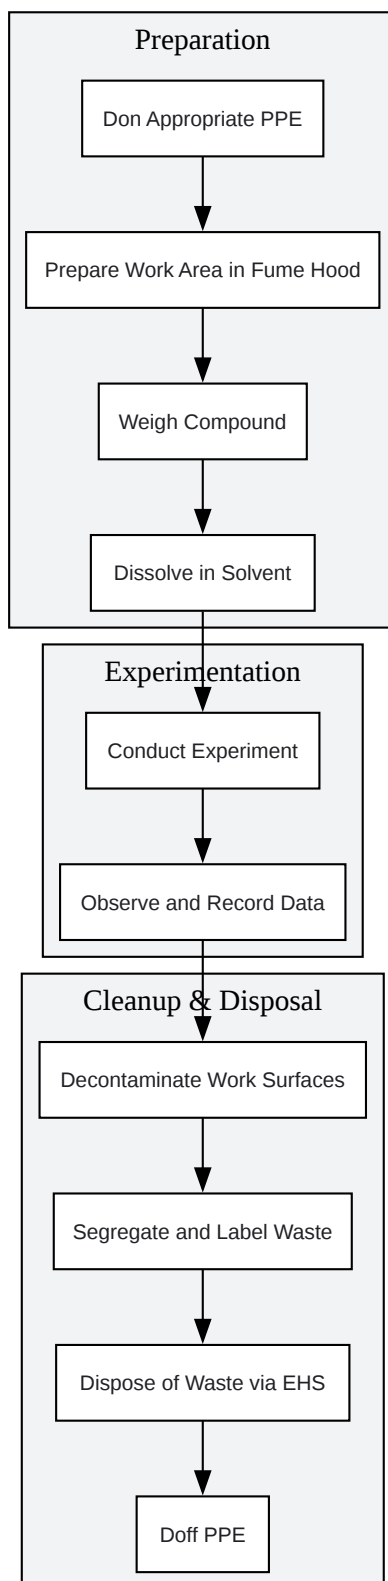 Preparation
Don Appropriate PPE
Prepare Work Area in Fume Hood
Weigh Compound
Dissolve in Solvent
Experimentation
Conduct Experiment
Observe and Record Data
Cleanup & Disposal
Decontaminate Work Surfaces
Segregate and Label Waste
Dispose of Waste via EHS
Doff PPE